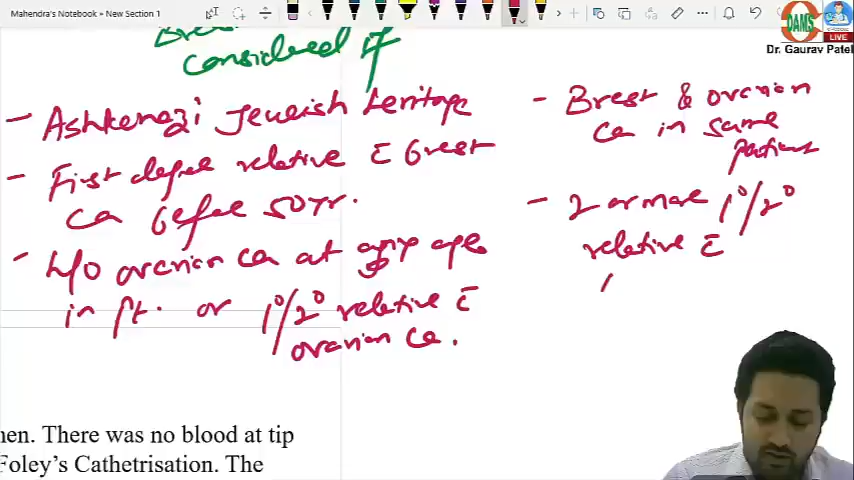 Mahendra's Notebook » New Section 1
DAMS
LIVE
Dr. Gaurav Patel
considered if
- Ashkenazi Jewish heritage
- First degree relative c̄ brest
ca before 50yr.
- H/O ovarian ca at any age
in pt. or 1°/2° relative c̄
ovarian ca.
- Brest & ovarian
ca in same
patient
- 2 or more 1°/2°
relative c̄
men. There was no blood at tip
Foley's Cathetrisation. The